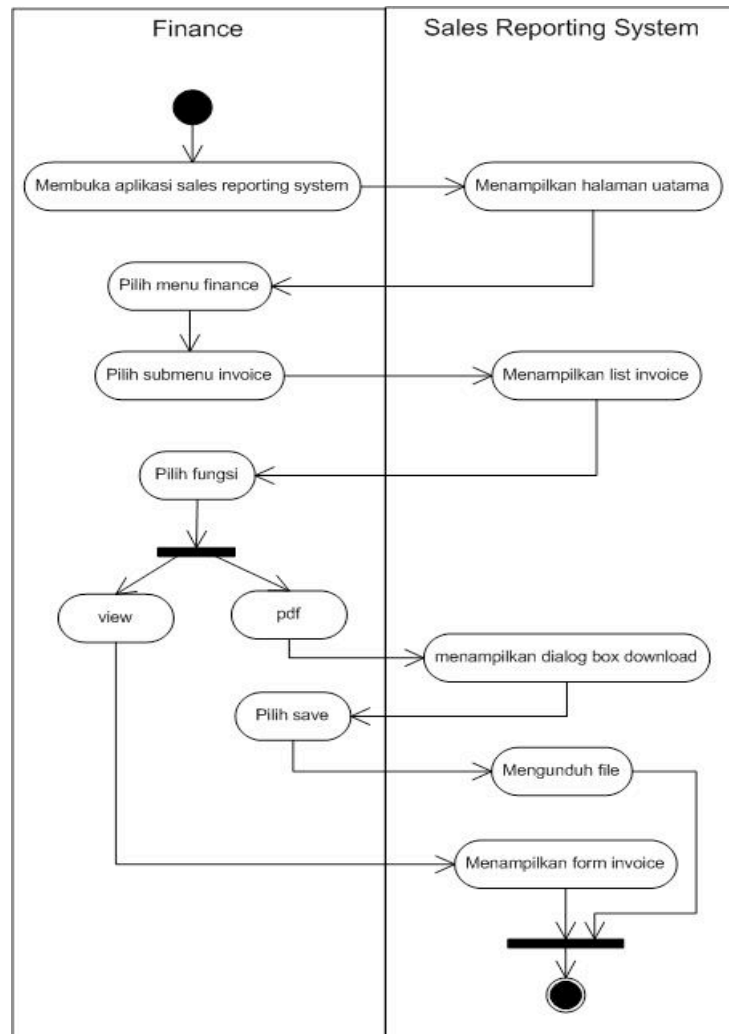 Finance
Sales Reporting System
Membuka aplikasi sales reporting system
Menampilkan halaman uatama
Pilih menu finance
Pilih submenu invoice
Menampilkan list invoice
Pilih fungsi
view
pdf
menampilkan dialog box download
Pilih save
Mengunduh file
Menampilkan form invoice